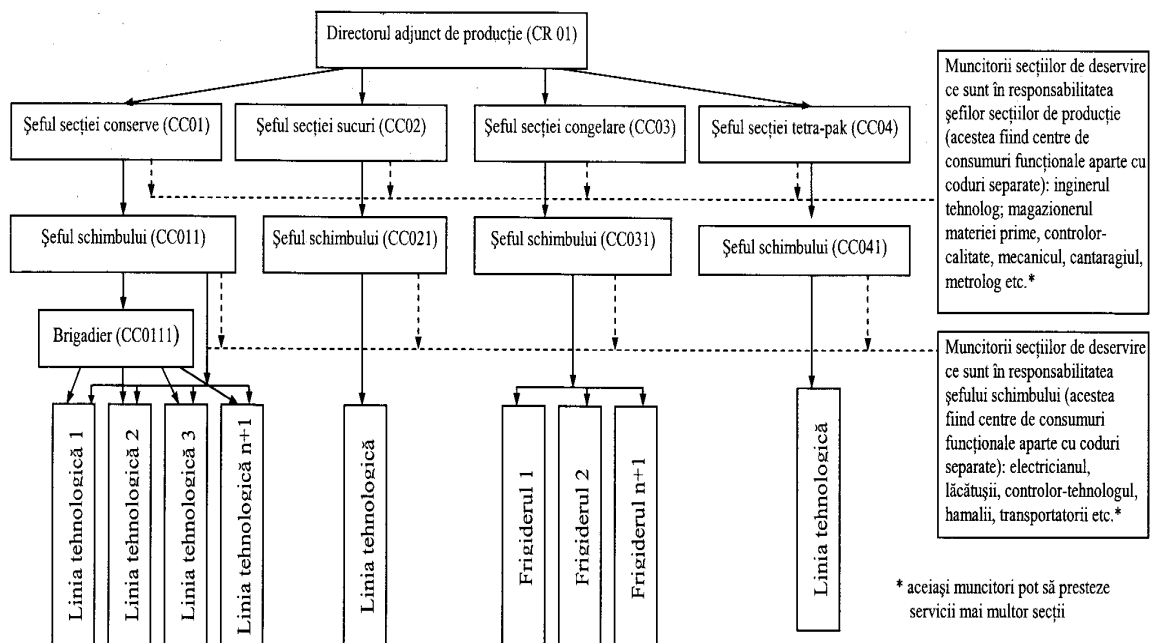 Directorul adjunct de producție (CR 01)
Șeful secției conserve (CC01)
Șeful secției sucuri (CC02)
Șeful secției congelare (CC03)
Șeful secției tetra-pak (CC04)
Muncitorii secțiilor de deservire
ce sunt în responsabilitatea
șefilor secțiilor de producție
(acestea fiind centre de
consumuri funcționale aparte cu
coduri separate): inginerul
tehnolog; magazionerul
materiei prime, controlor-
calitate, mecanicul, cantaragiul,
metrolog etc.*
Șeful schimbului (CC011)
Șeful schimbului (CC021)
Șeful schimbului (CC031)
Șeful schimbului (CC041)
Brigadier (CC0111)
Muncitorii secțiilor de deservire
ce sunt în responsabilitatea
șefului schimbului (acestea
fiind centre de consumuri
funcționale aparte cu coduri
separate): electricianul,
lăcătușii, controlor-tehnologul,
hamalii, transportatorii etc.*
Linia tehnologică 1
Linia tehnologică 2
Linia tehnologică 3
Linia tehnologică n+1
Linia tehnologică
Frigiderul 1
Frigiderul 2
Frigiderul n+1
Linia tehnologică
* aceiași muncitori pot să presteze
servicii mai multor secții